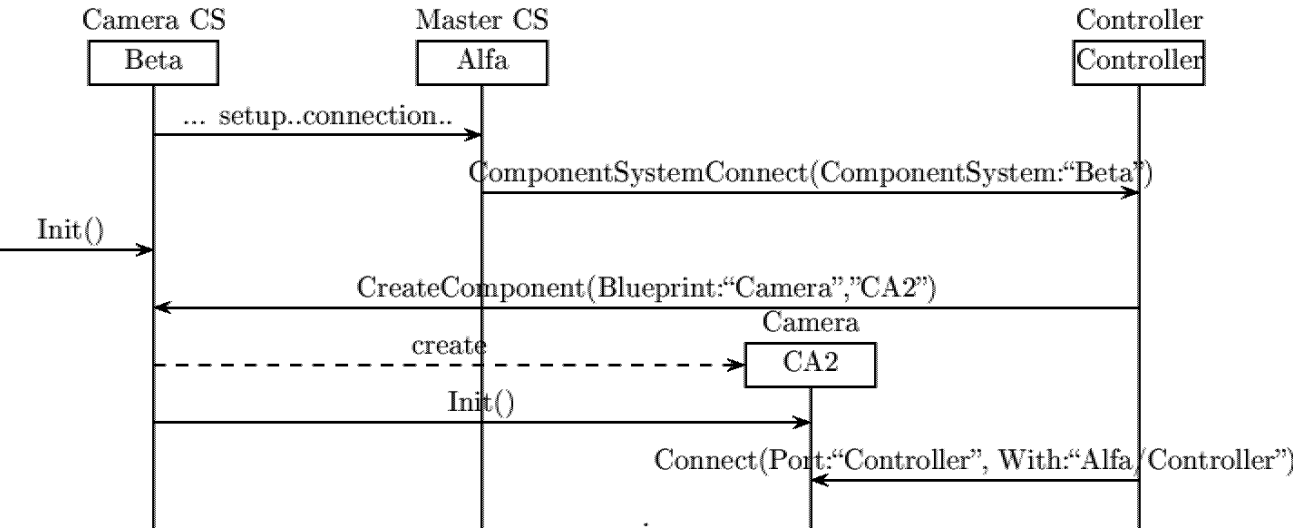 Camera CS
Master CS
Controller
Beta
Alfa
Controller
... setup..connection..
ComponentSystemConnect(ComponentSystem:“Beta”)
Init()
CreateComponent(Blueprint:“Camera”,”CA2”)
Camera
create
CA2
Init()
Connect(Port:“Controller”, With:“Alfa/Controller”)